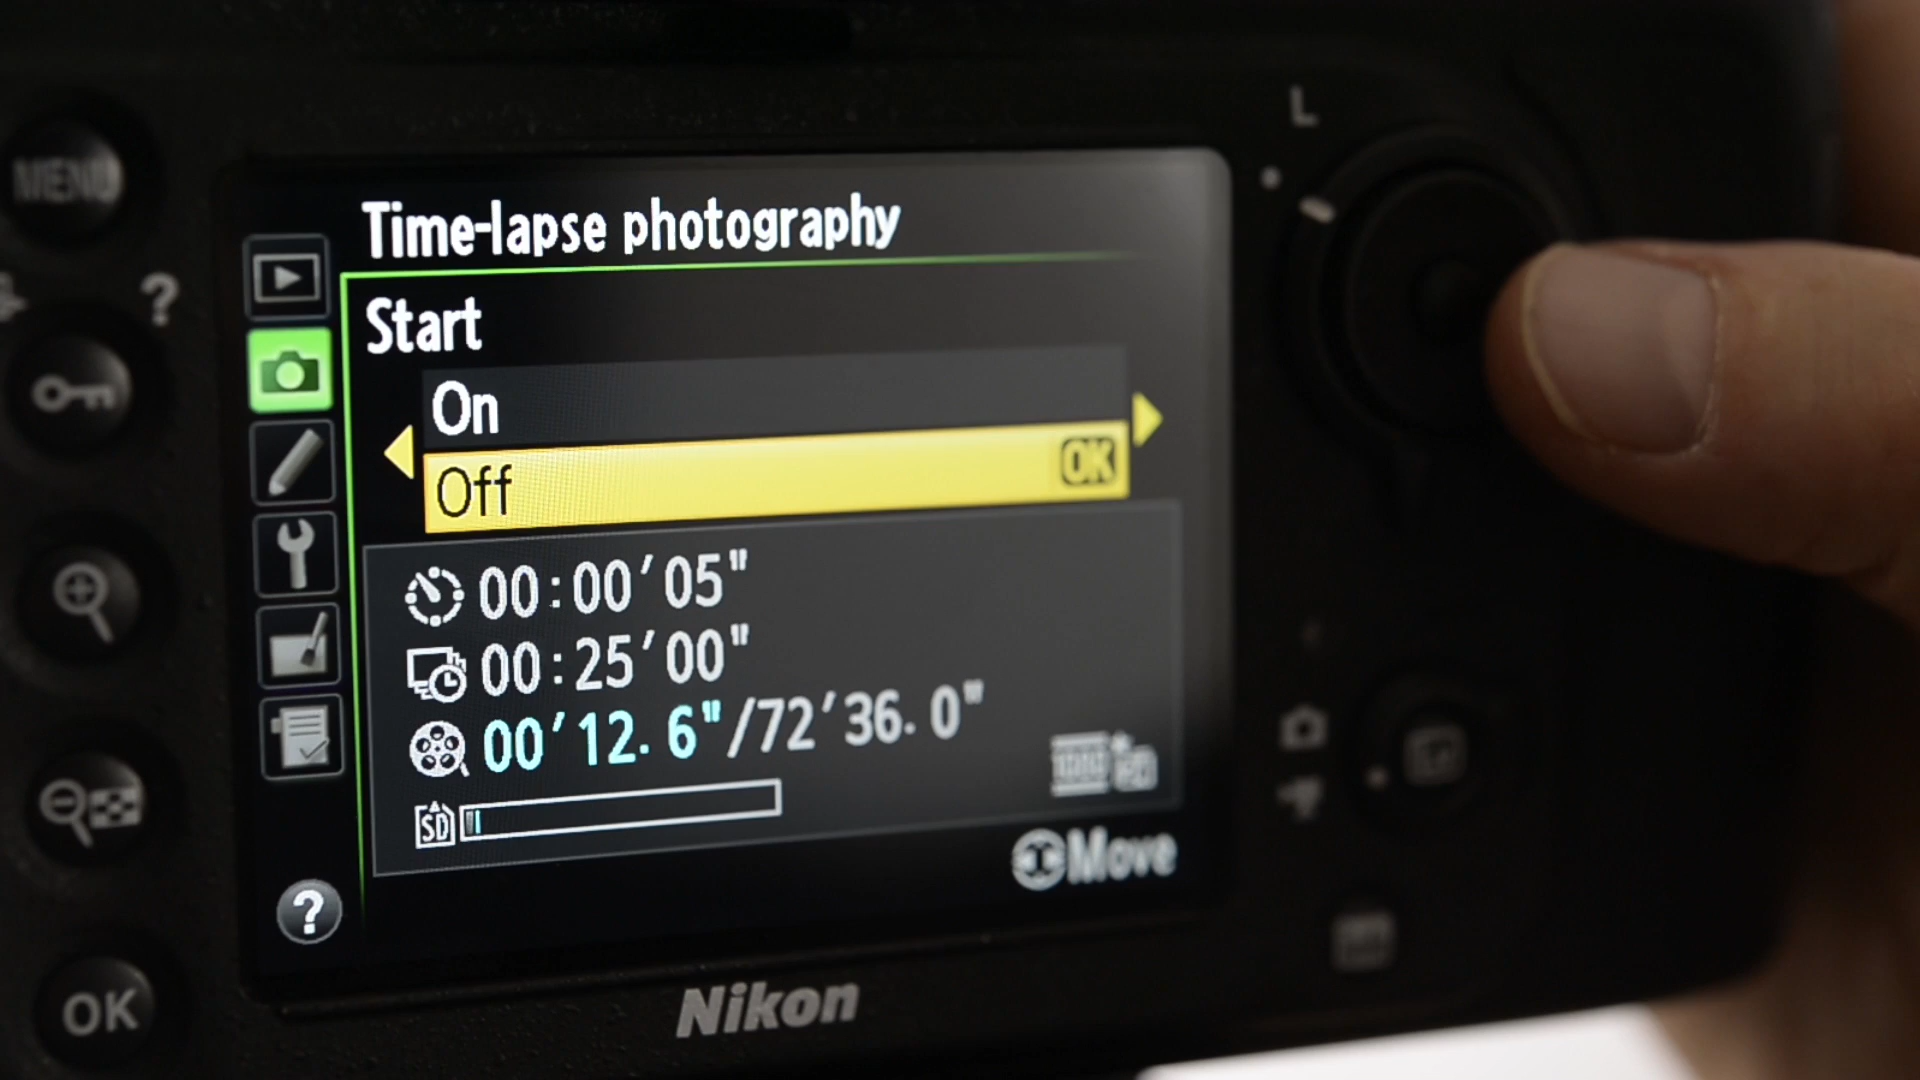 L
MENU
Time-lapse photography
?
Start
On
Off OK
00:00'05"
00:25'00"
00'12.6"/72'36.0"
SD
Move
?
OK
Nikon